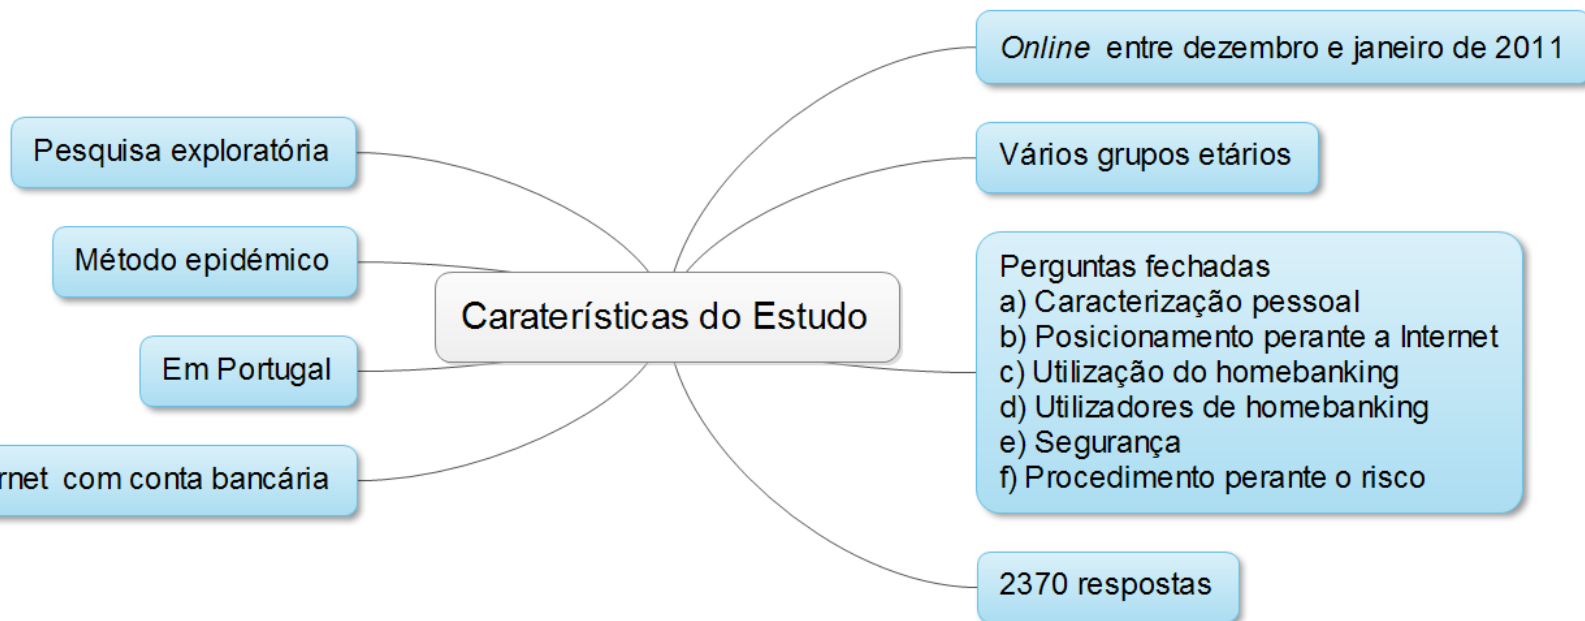 Caraterísticas do Estudo
Pesquisa exploratória
Método epidémico
Em Portugal
com conta bancária
Online entre dezembro e janeiro de 2011
Vários grupos etários
Perguntas fechadas
a) Caracterização pessoal
b) Posicionamento perante a Internet
c) Utilização do homebanking
d) Utilizadores de homebanking
e) Segurança
f) Procedimento perante o risco
2370 respostas